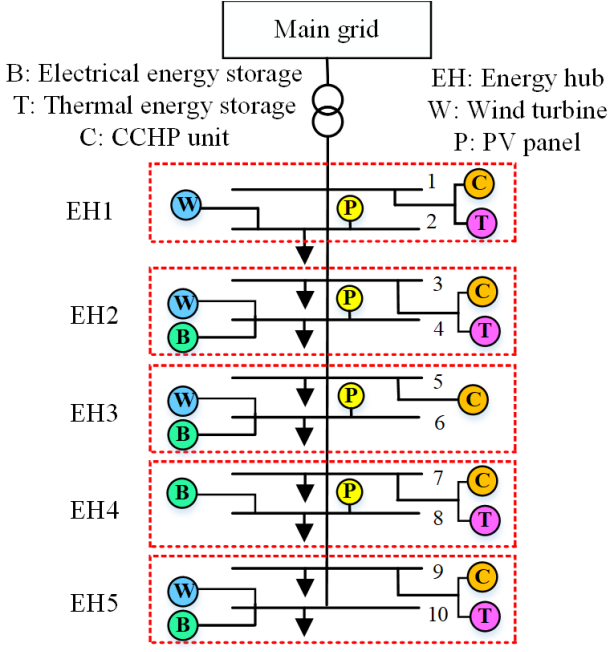 Main grid
B: Electrical energy storage
T: Thermal energy storage
C: CCHP unit
EH: Energy hub
W: Wind turbine
P: PV panel
EH1
W
P
1
2
C
T
EH2
W
B
P
3
4
C
T
EH3
W
B
P
5
6
C
EH4
B
P
7
8
C
T
EH5
W
B
9
10
C
T